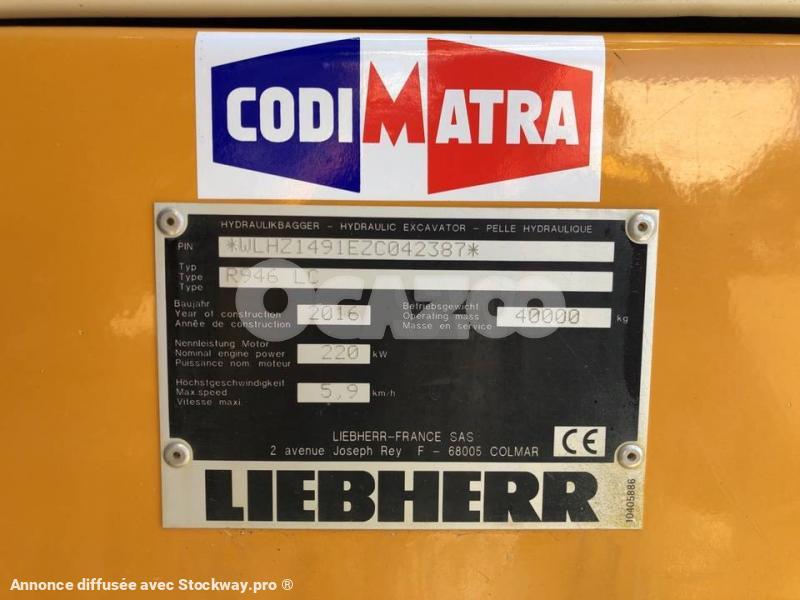 CODIMATRA
HYDRAULIKBAGGER - HYDRAULIC EXCAVATOR - PELLE HYDRAULIQUE
PIN *WLHZ1491EZC042387*
Typ
Type R946 LC
Type
Baujahr
Year of construction 2016
Année de construction
Betriebsgewicht
Operating mass 40000 kg
Masse en service
Nennleistung Motor
Nominal engine power 220 kW
Puissance nom. moteur
Höchstgeschwindigkeit
Max.speed 5,9 km/h
Vitesse maxi.
LIEBHERR-FRANCE SAS
2 avenue Joseph Rey F - 68005 COLMAR
CE
LIEBHERR
10405886
OCAZOO
Annonce diffusée avec Stockway.pro ®